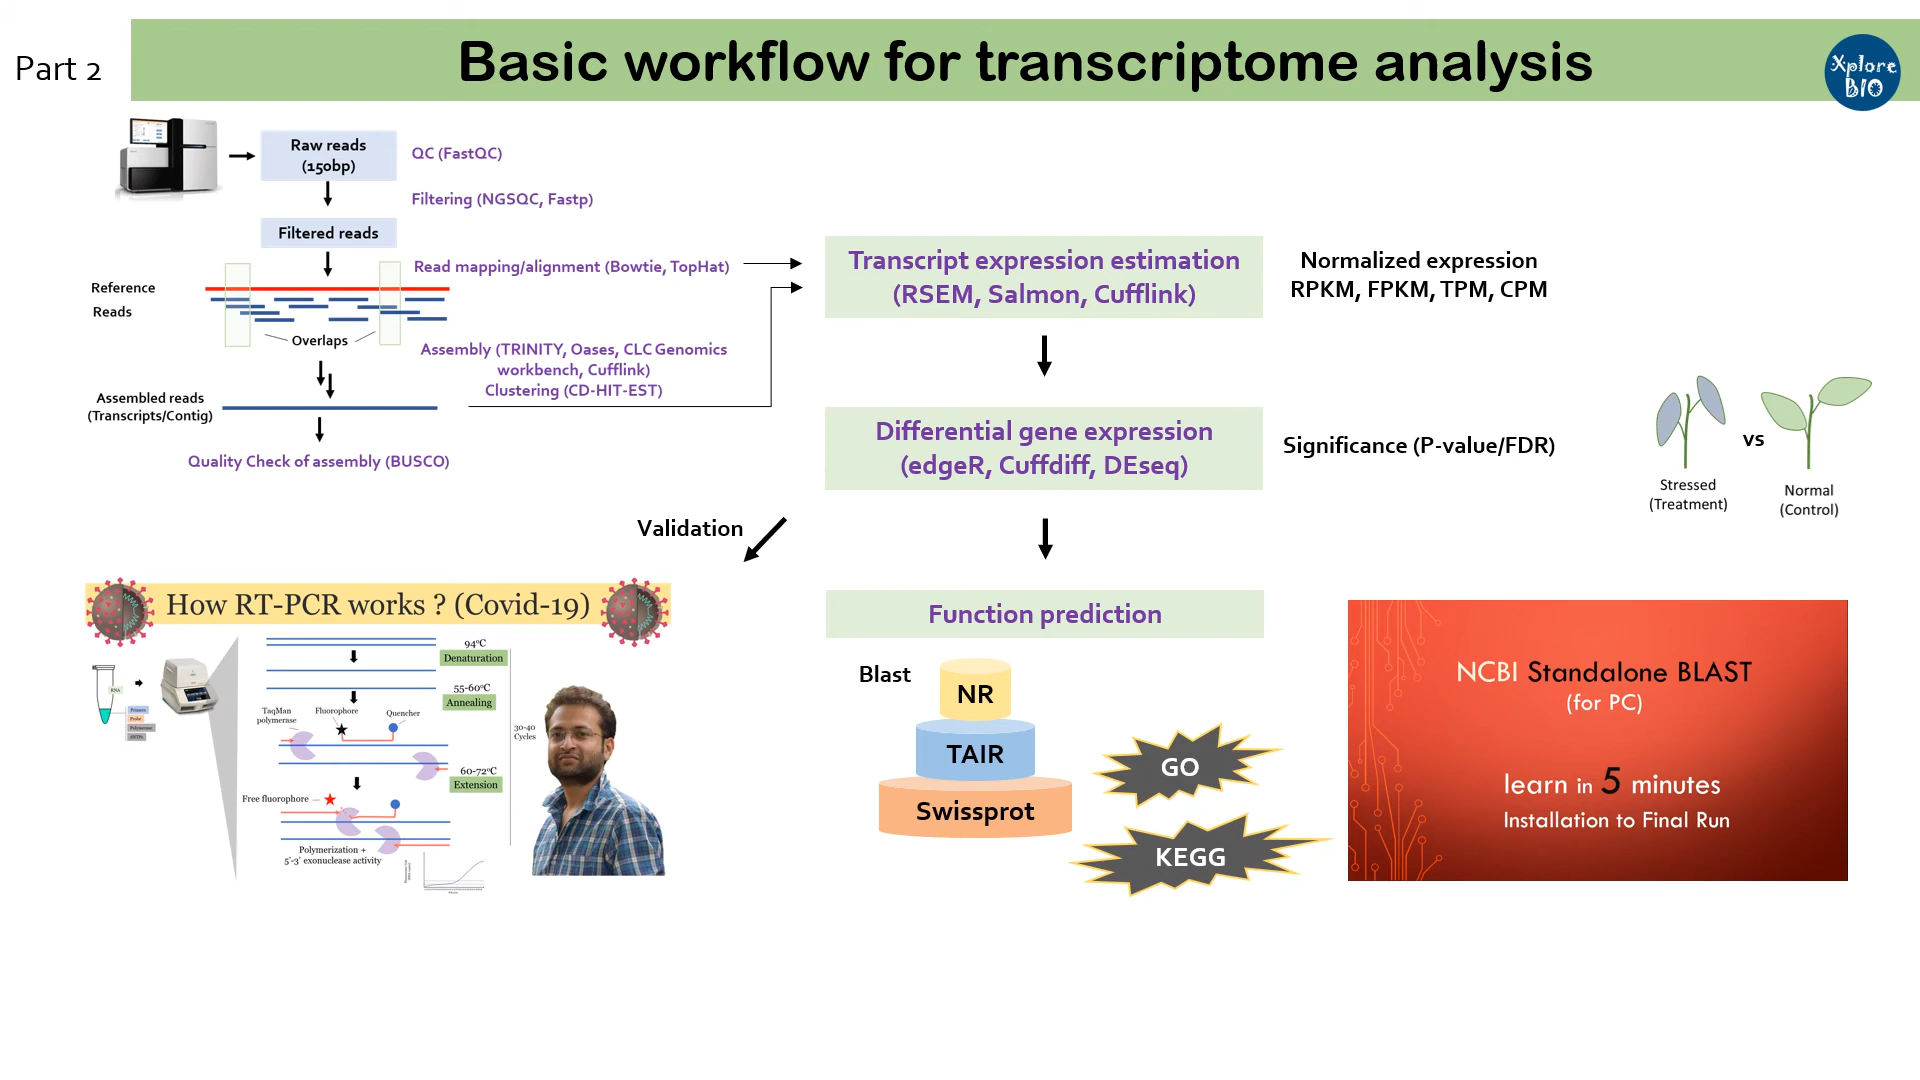 Part 2
Basic workflow for transcriptome analysis
Xplore
BIO
Raw reads
(150bp)
QC (FastQC)
Filtering (NGSQC, Fastp)
Filtered reads
Read mapping/alignment (Bowtie, TopHat)
Reference
Reads
Overlaps
Assembly (TRINITY, Oases, CLC Genomics
workbench, Cufflink)
Clustering (CD-HIT-EST)
Assembled reads
(Transcripts/Contig)
Quality Check of assembly (BUSCO)
Transcript expression estimation
(RSEM, Salmon, Cufflink)
Normalized expression
RPKM, FPKM, TPM, CPM
Differential gene expression
(edgeR, Cuffdiff, DEseq)
Significance (P-value/FDR)
vs
Stressed
(Treatment)
Normal
(Control)
Validation
How RT-PCR works ? (Covid-19)
94°C
Denaturation
55-60°C
Annealing
RNA
Primers
Probe
Polymerase
dNTPs
TaqMan
polymerase
Fluorophore
Quencher
30-40
Cycles
60-72°C
Extension
Free fluorophore
Polymerization +
5'-3' exonuclease activity
Function prediction
Blast
NR
TAIR
Swissprot
GO
KEGG
NCBI Standalone BLAST
(for PC)
learn in 5 minutes
Installation to Final Run